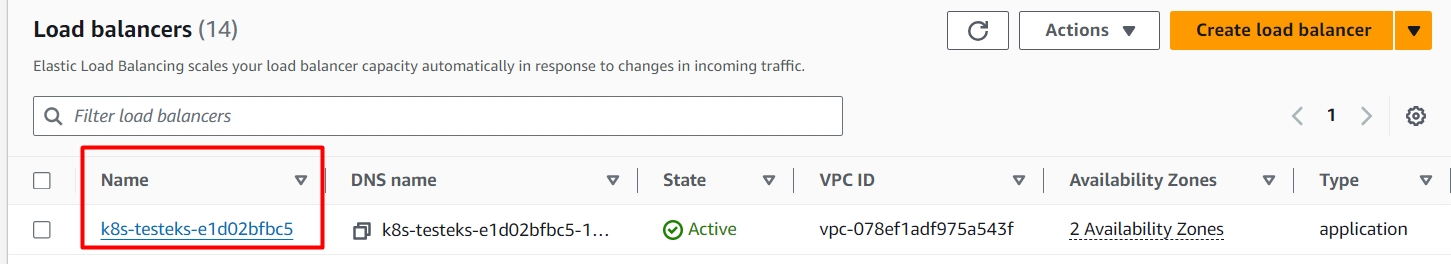 Load balancers (14)
Actions
Create load balancer
Elastic Load Balancing scales your load balancer capacity automatically in response to changes in incoming traffic.
Filter load balancers
1
Name DNS name State VPC ID Availability Zones Type
k8s-testeks-e1d02bfbc5 k8s-testeks-e1d02bfbc5-1... Active vpc-078ef1adf975a543f 2 Availability Zones application